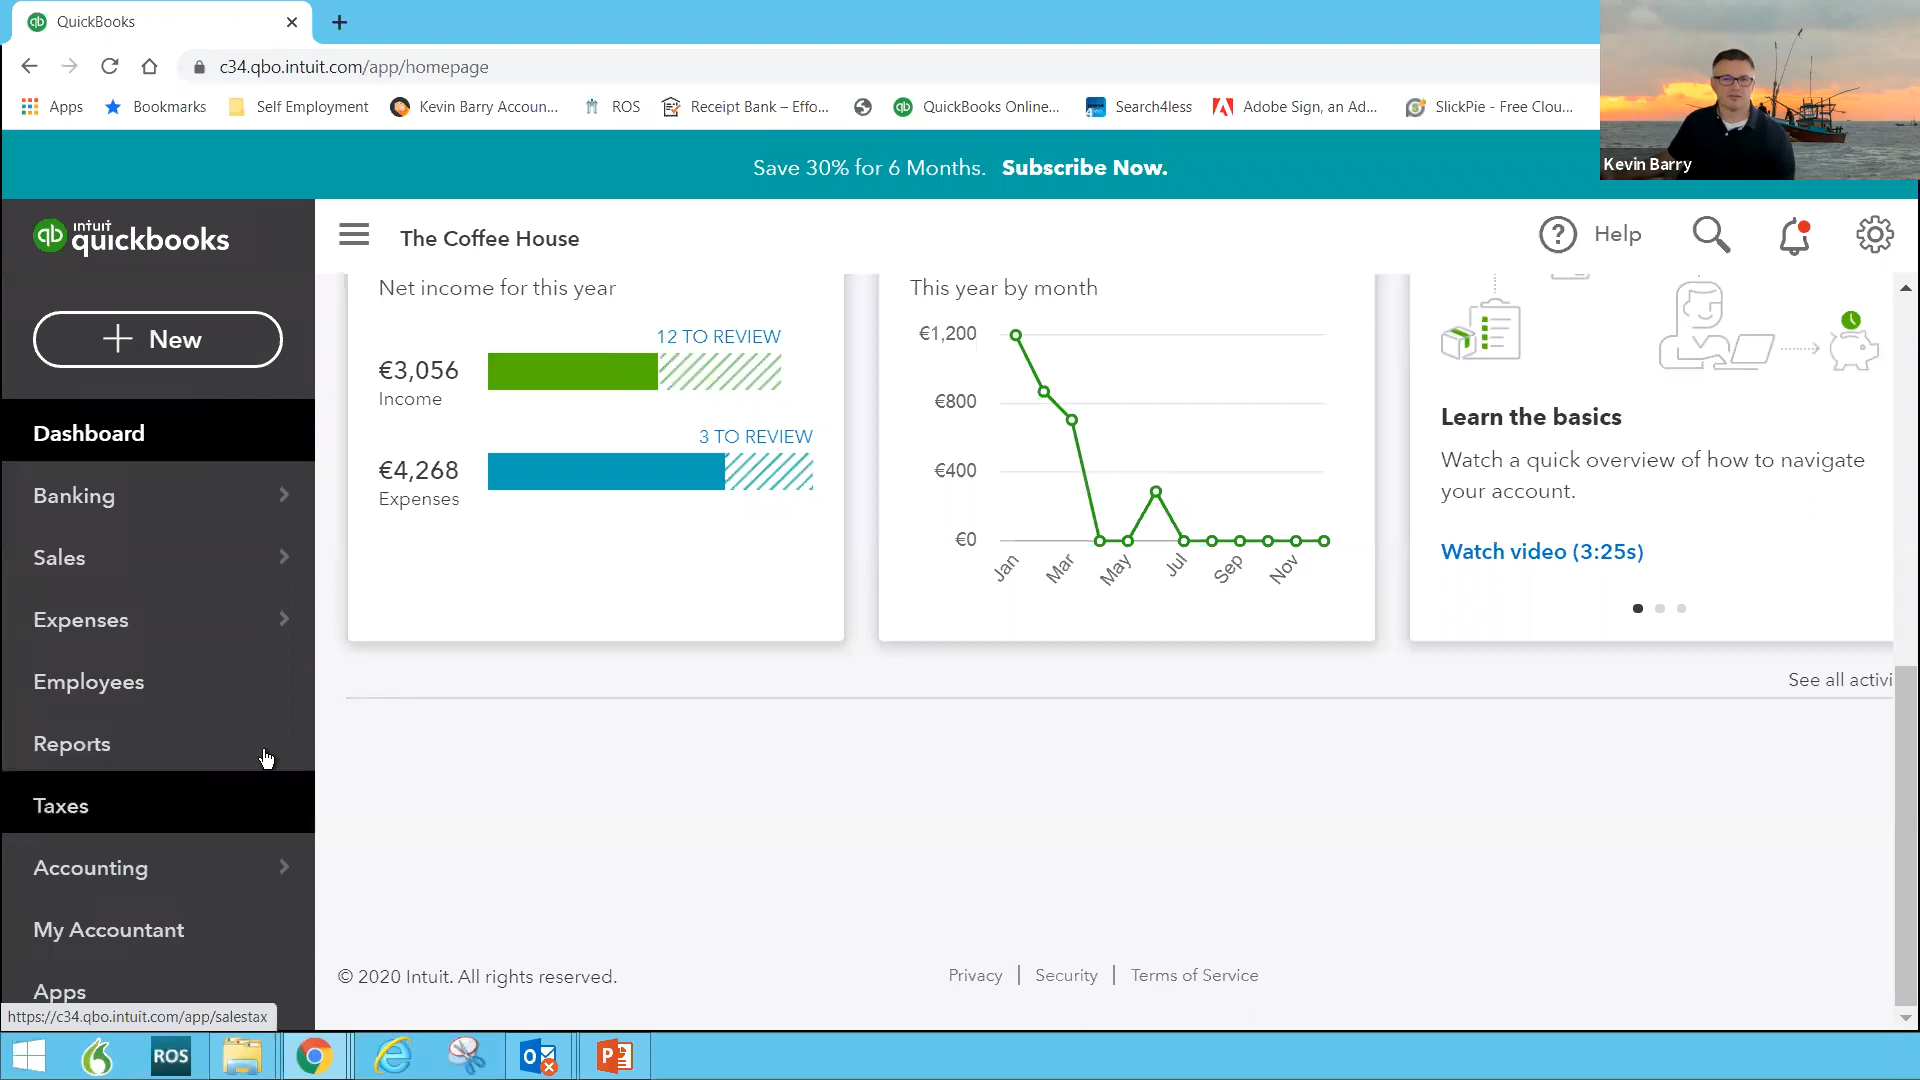 QuickBooks
c34.qbo.intuit.com/app/homepage
Apps
Bookmarks
Self Employment
Kevin Barry Accoun...
ROS
Receipt Bank – Effo...
QuickBooks Online...
Search4less
Adobe Sign, an Ad...
SlickPie - Free Clou...
Kevin Barry
Save 30% for 6 Months. Subscribe Now.
qb intuit quickbooks
The Coffee House
? Help
+ New
Dashboard
Banking
Sales
Expenses
Employees
Reports
Taxes
Accounting
My Accountant
Apps
Net income for this year
12 TO REVIEW
€3,056
Income
3 TO REVIEW
€4,268
Expenses
This year by month
€1,200
€800
€400
€0
Jan Mar May Jul Sep Nov
Learn the basics
Watch a quick overview of how to navigate
your account.
Watch video (3:25s)
See all activi
© 2020 Intuit. All rights reserved.
Privacy | Security | Terms of Service
https://c34.qbo.intuit.com/app/salestax
ROS